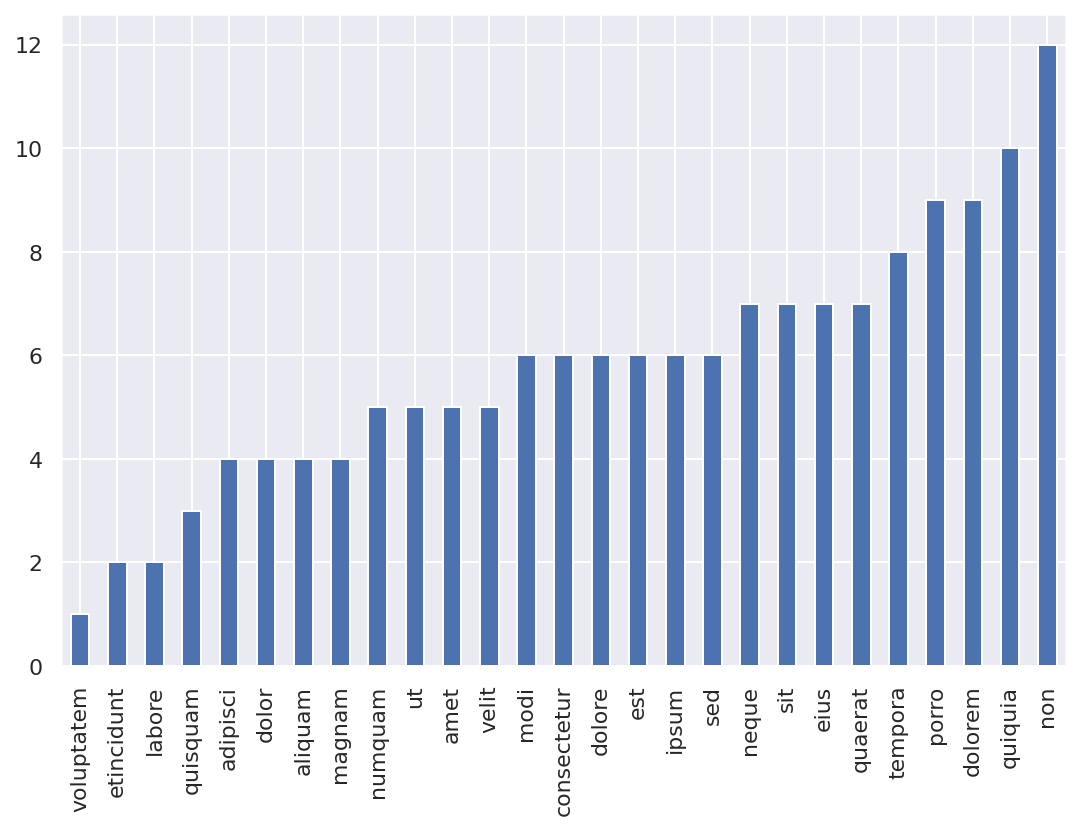 12
10
8
6
4
2
0
voluptatem
etincidunt
labore
quisquam
adipisci
dolor
aliquam
magnam
numquam
ut
amet
velit
modi
consectetur
dolore
est
ipsum
sed
neque
sit
eius
quaerat
tempora
porro
dolorem
quiquia
non